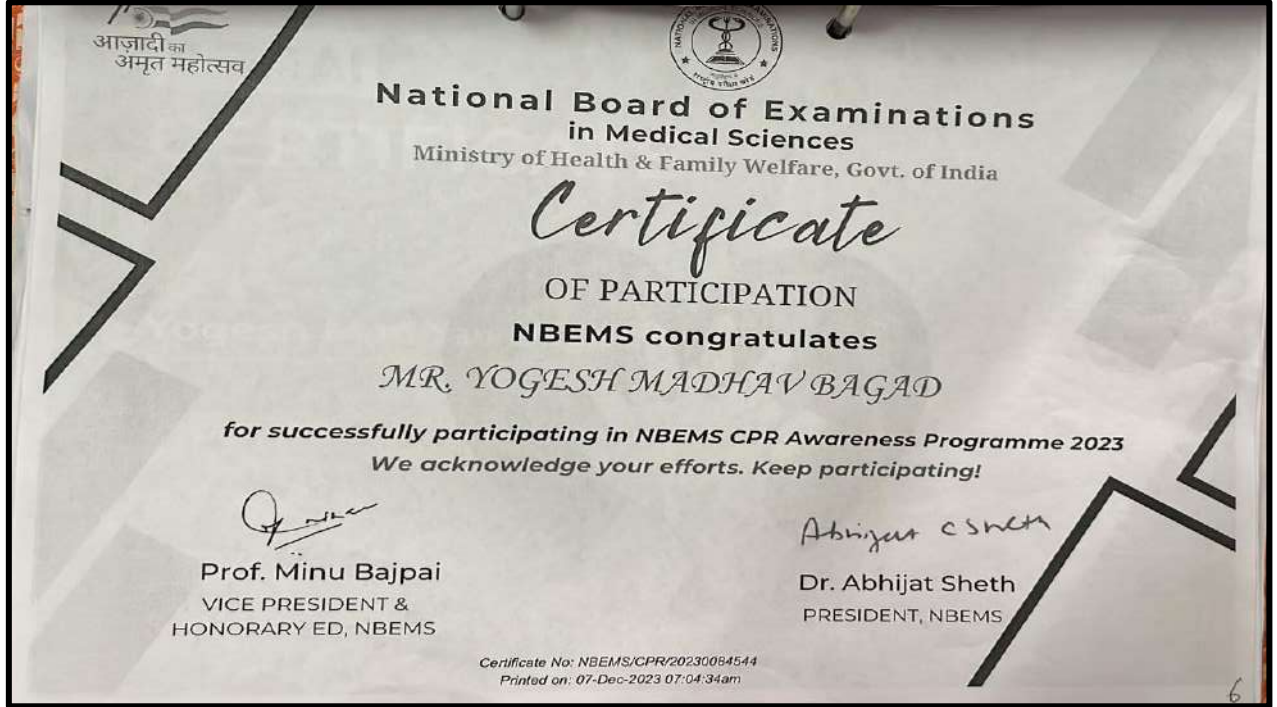 आज़ादी का
अमृत महोत्सव
National Board of Examinations
in Medical Sciences
Ministry of Health & Family Welfare, Govt. of India
Certificate
OF PARTICIPATION
NBEMS congratulates
MR. YOGESH MADHAV BAGAD
for successfully participating in NBEMS CPR Awareness Programme 2023
We acknowledge your efforts. Keep participating!
Abhijat C Sheth
Prof. Minu Bajpai
VICE PRESIDENT &
HONORARY ED, NBEMS
Dr. Abhijat Sheth
PRESIDENT, NBEMS
Certificate No: NBEMS/CPR/20230084544
Printed on: 07-Dec-2023 07:04:34am
6